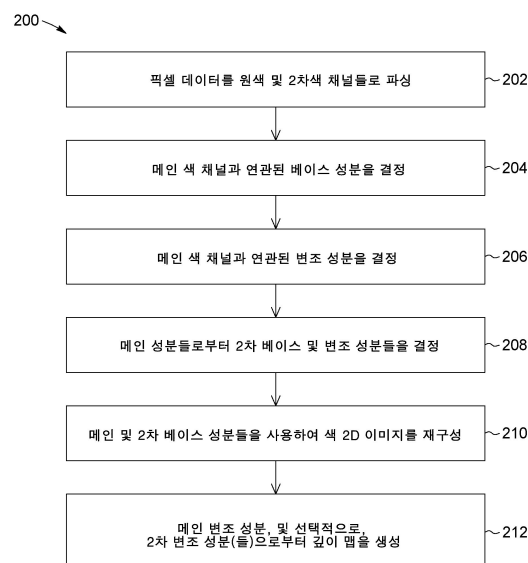 200
픽셀 데이터를 원색 및 2차색 채널들로 파싱
202
메인 색 채널과 연관된 베이스 성분을 결정
204
메인 색 채널과 연관된 변조 성분을 결정
206
메인 성분들로부터 2차 베이스 및 변조 성분들을 결정
208
메인 및 2차 베이스 성분들을 사용하여 색 2D 이미지를 재구성
210
메인 변조 성분, 및 선택적으로,
2차 변조 성분(들)으로부터 깊이 맵을 생성
212